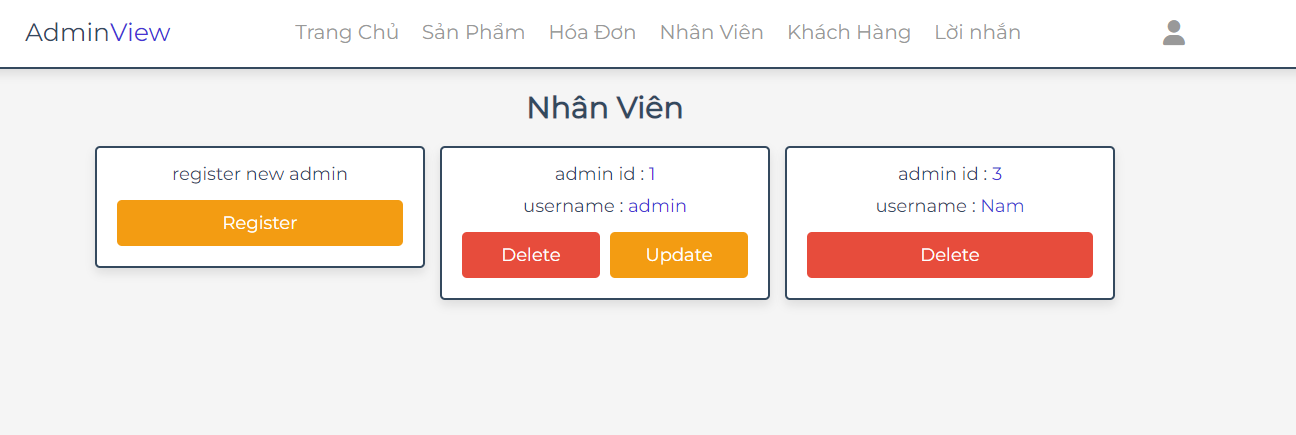 AdminView
Trang Chủ Sản Phẩm Hóa Đơn Nhân Viên Khách Hàng Lời nhắn
Nhân Viên
register new admin
Register
admin id : 1
username : admin
Delete Update
admin id : 3
username : Nam
Delete